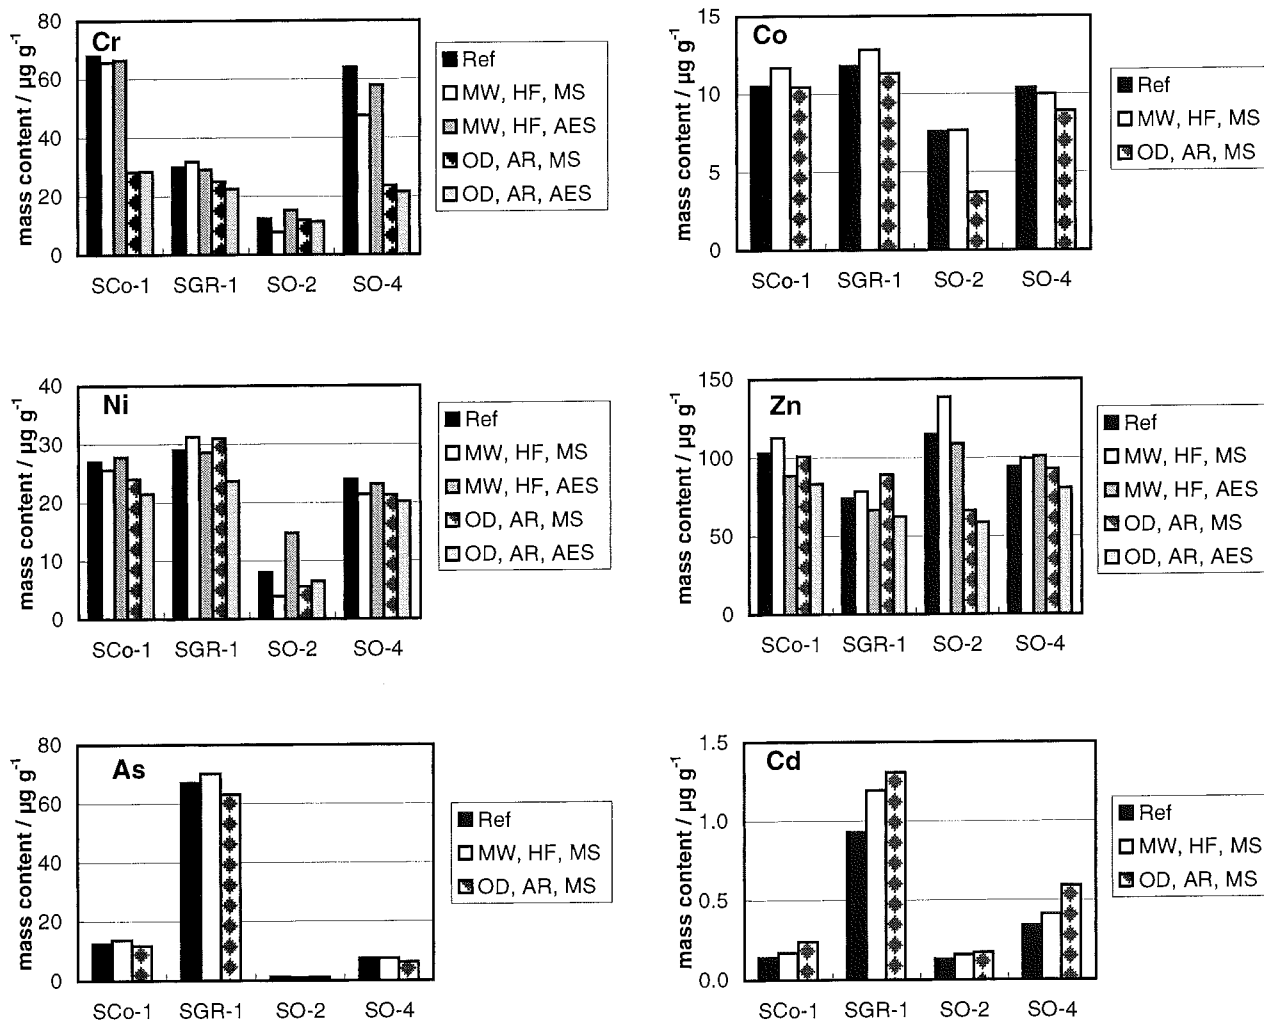 Cr
mass content / µg g-1
80
60
40
20
0
SCo-1 SGR-1 SO-2 SO-4
Ref
MW, HF, MS
MW, HF, AES
OD, AR, MS
OD, AR, AES
Co
mass content / µg g-1
15
10
5
0
SCo-1 SGR-1 SO-2 SO-4
Ref
MW, HF, MS
OD, AR, MS
Ni
mass content / µg g-1
40
30
20
10
0
SCo-1 SGR-1 SO-2 SO-4
Ref
MW, HF, MS
MW, HF, AES
OD, AR, MS
OD, AR, AES
Zn
mass content / µg g-1
150
100
50
0
SCo-1 SGR-1 SO-2 SO-4
Ref
MW, HF, MS
MW, HF, AES
OD, AR, MS
OD, AR, AES
As
mass content / µg g-1
80
60
40
20
0
SCo-1 SGR-1 SO-2 SO-4
Ref
MW, HF, MS
OD, AR, MS
Cd
mass content / µg g-1
1.5
1.0
0.5
0.0
SCo-1 SGR-1 SO-2 SO-4
Ref
MW, HF, MS
OD, AR, MS